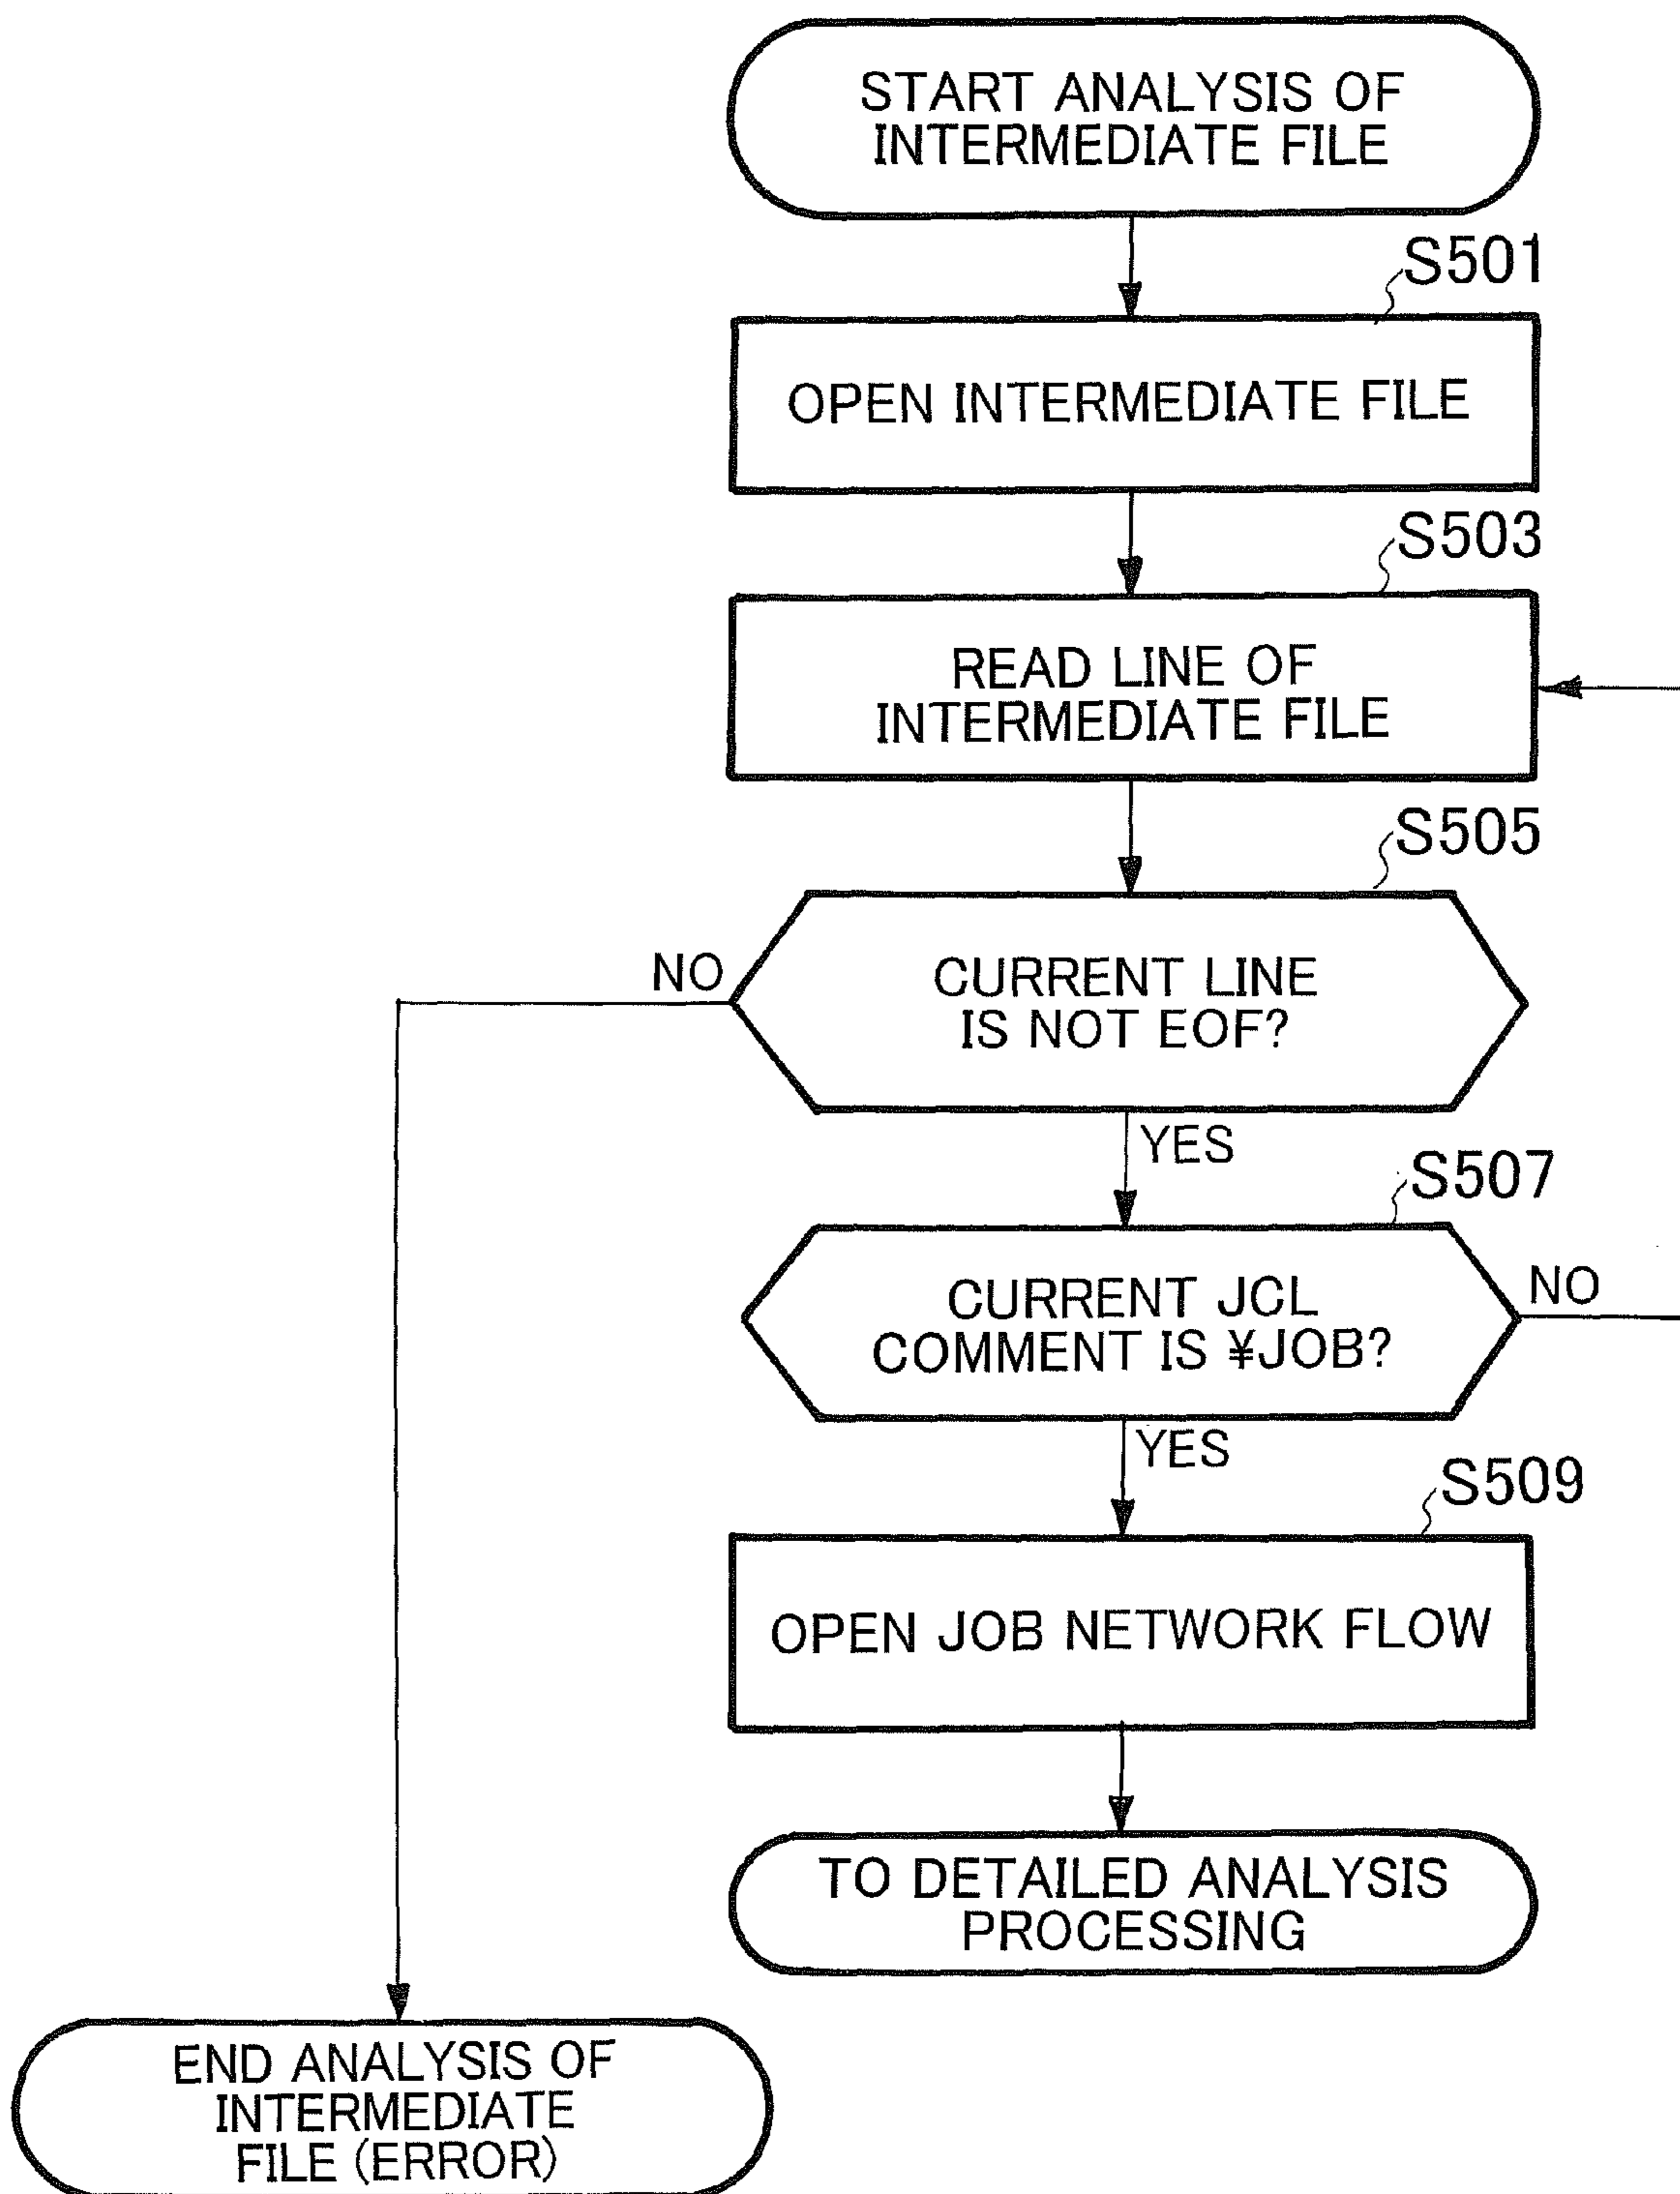 START ANALYSIS OF
INTERMEDIATE FILE
S501
OPEN INTERMEDIATE FILE
S503
READ LINE OF
INTERMEDIATE FILE
S505
NO
CURRENT LINE
IS NOT EOF?
YES
S507
CURRENT JCL
COMMENT IS ¥JOB?
NO
YES
S509
OPEN JOB NETWORK FLOW
TO DETAILED ANALYSIS
PROCESSING
END ANALYSIS OF
INTERMEDIATE
FILE (ERROR)